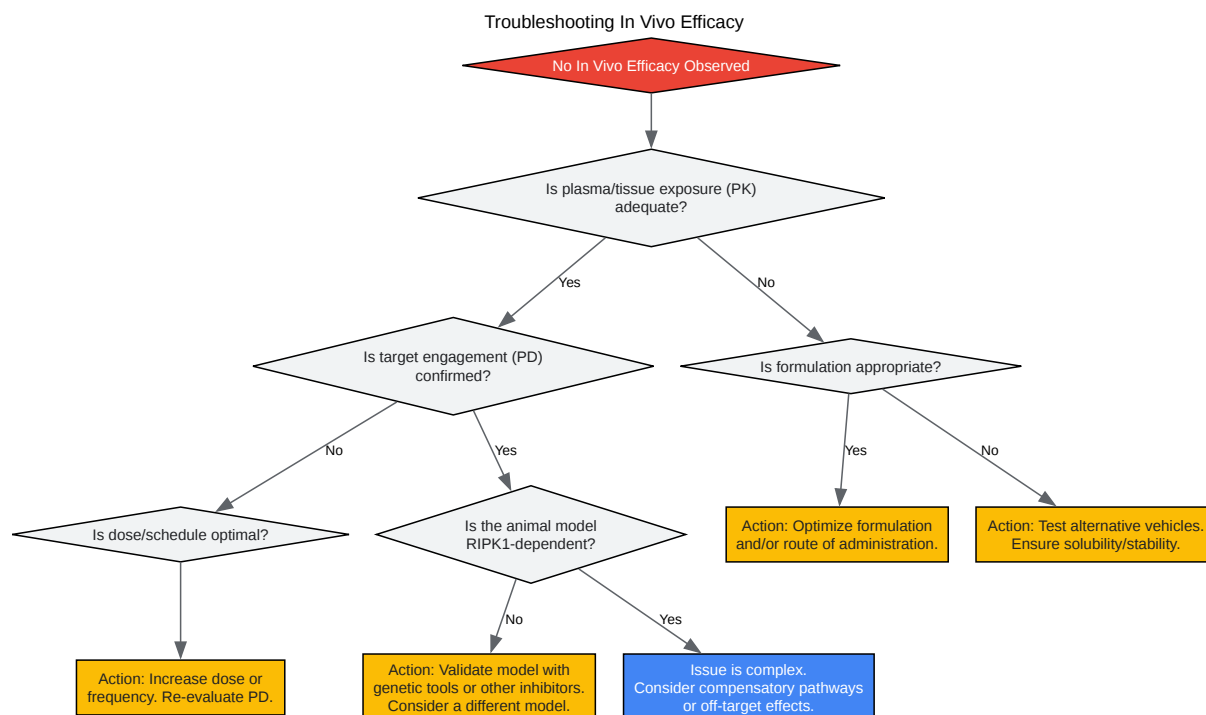 Troubleshooting In Vivo Efficacy
No In Vivo Efficacy Observed
Is plasma/tissue exposure (PK)
adequate?
Yes
No
Is target engagement (PD)
confirmed?
Is formulation appropriate?
No
Yes
Yes
No
Is dose/schedule optimal?
Is the animal model
RIPK1-dependent?
Action: Optimize formulation
and/or route of administration.
Action: Test alternative vehicles.
Ensure solubility/stability.
No
Yes
Action: Increase dose or
frequency. Re-evaluate PD.
Action: Validate model with
genetic tools or other inhibitors.
Consider a different model.
Issue is complex.
Consider compensatory pathways
or off-target effects.